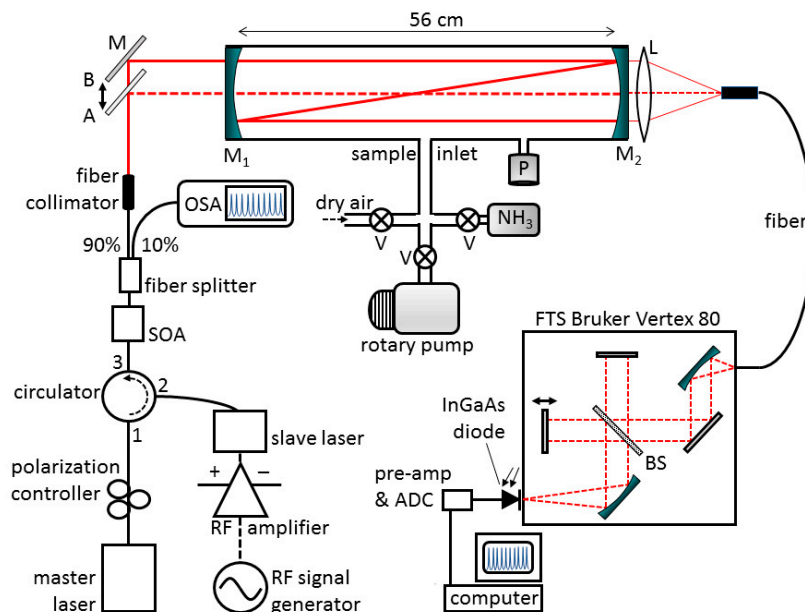 56 cm
M
B
A
L
M1
M2
sample inlet
P
fiber
collimator
OSA
dry air
V
V
NH3
fiber
90% 10%
fiber splitter
V
SOA
rotary pump
FTS Bruker Vertex 80
3
circulator
2
1
InGaAs
diode
slave laser
BS
polarization
controller
+ −
pre-amp
& ADC
RF amplifier
master
laser
RF signal
generator
computer